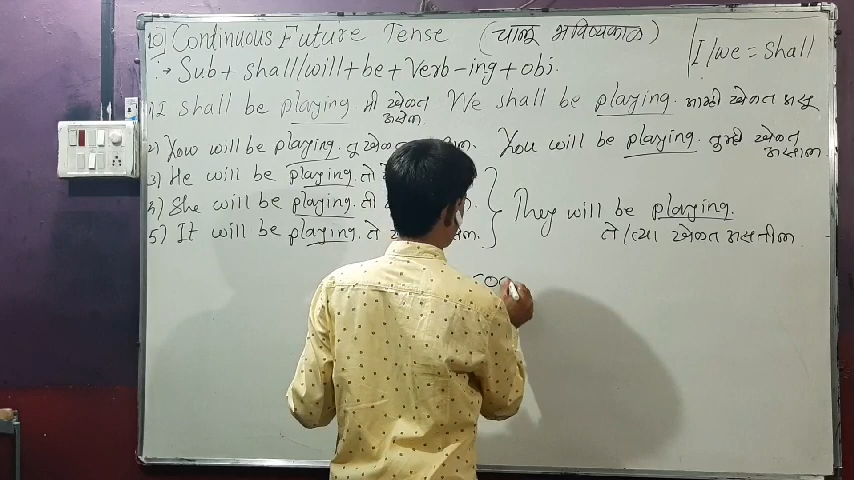 10) Continuous Future Tense (चालू भविष्यकाळ)
I/we = Shall
→ Sub + shall/will + be + Verb-ing + obj.
1) I shall be playing मी खेळत असेन We shall be playing. आम्ही खेळत असू
2) You will be playing. तू You will be playing. तुम्ही खेळत असाल
3) He will be playing. तो
4) She will be playing. ती
5) It will be playing. ते
They will be playing.
ते/त्या खेळत असतील